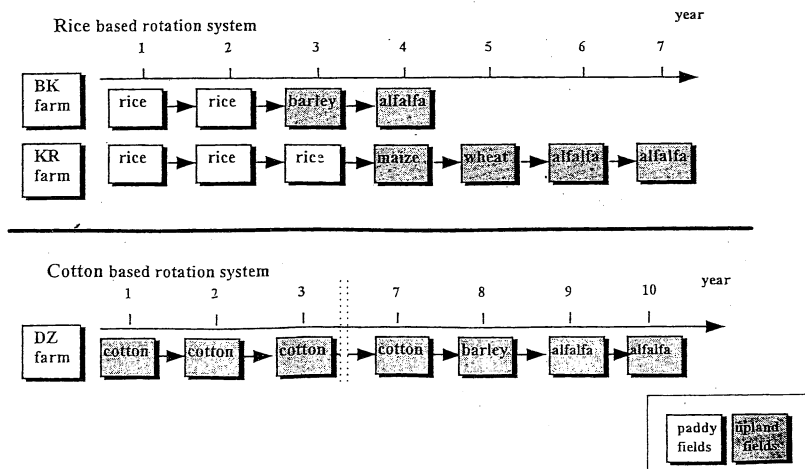 Rice based rotation system
year
1 2 3 4 5 6 7
BK farm
rice rice barley alfalfa
KR farm
rice rice rice maize wheat alfalfa alfalfa
Cotton based rotation system
year
1 2 3 7 8 9 10
DZ farm
cotton cotton cotton cotton barley alfalfa alfalfa
paddy fields
upland fields